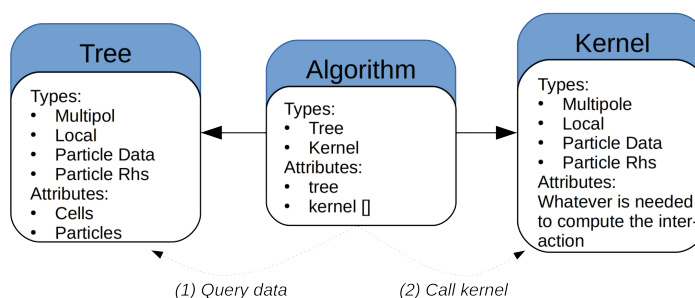 Tree
Types:
• Multipol
• Local
• Particle Data
• Particle Rhs
Attributes:
• Cells
• Particles
Algorithm
Types:
• Tree
• Kernel
Attributes:
• tree
• kernel []
Kernel
Types:
• Multipole
• Local
• Particle Data
• Particle Rhs
Attributes:
Whatever is needed
to compute the inter-
action
(1) Query data
(2) Call kernel